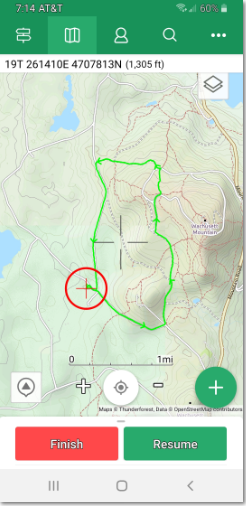 7:14 AT&T 60%
19T 261410E 4707813N (1,305 ft)
Mountain
0 1mi
Maps © Thunderforest, Data © OpenStreetMap contributors
Finish Resume